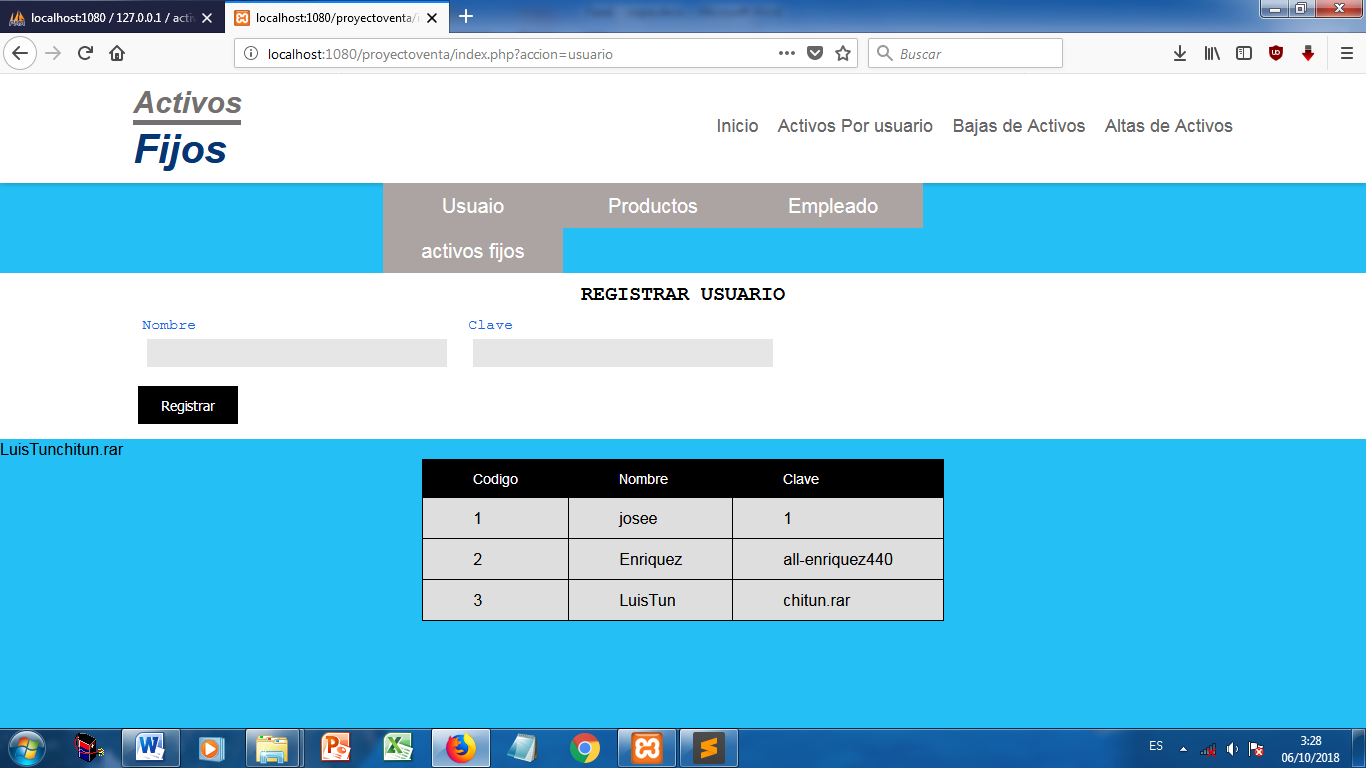 localhost:1080 / 127.0.0.1 / activ
localhost:1080/proyectoventa/i
localhost:1080/proyectoventa/index.php?accion=usuario
Buscar
Activos
Fijos
Inicio Activos Por usuario Bajas de Activos Altas de Activos
Usuaio Productos Empleado
activos fijos
REGISTRAR USUARIO
Nombre Clave
Registrar
LuisTunchitun.rar
Codigo Nombre Clave
1 josee 1
2 Enriquez all-enriquez440
3 LuisTun chitun.rar
ES
3:28
06/10/2018